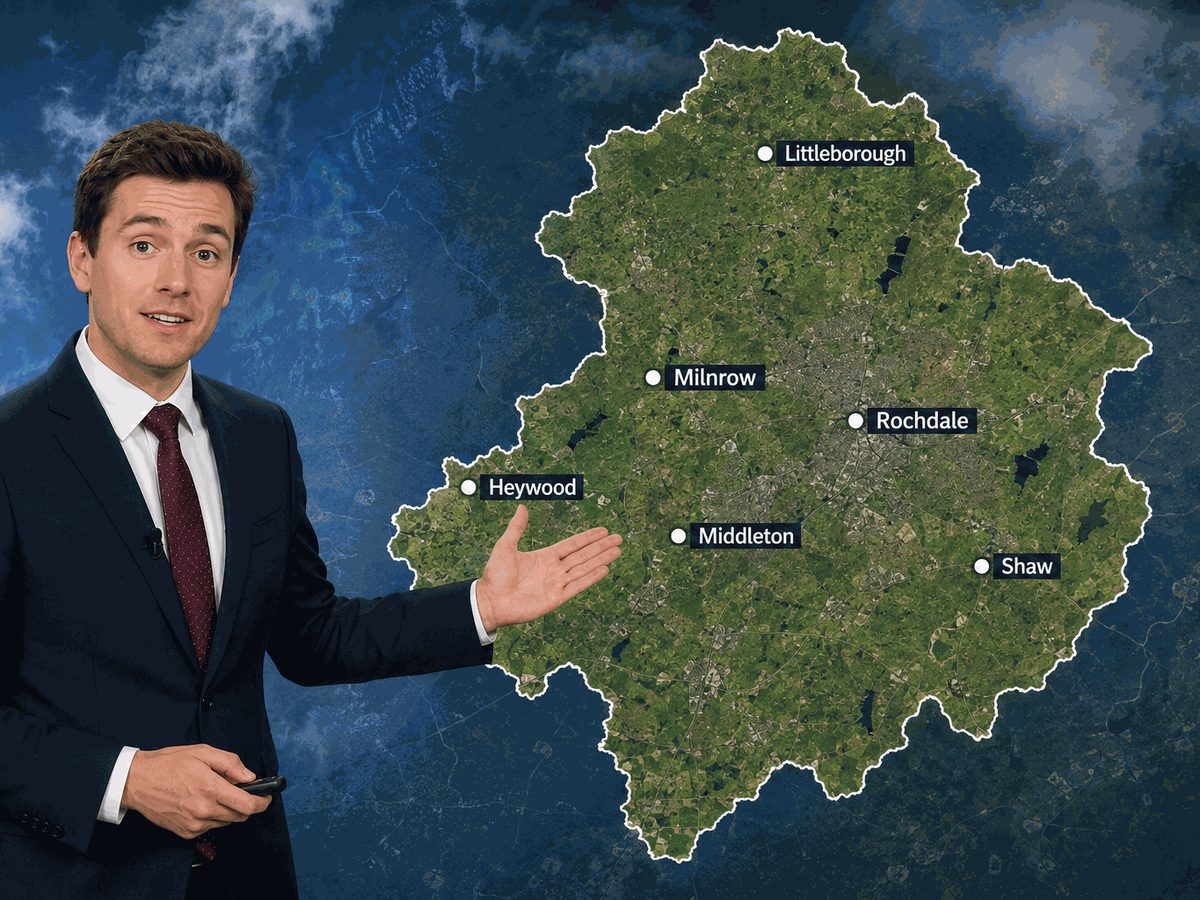 Littleborough
Milnrow
Rochdale
Heywood
Middleton
Shaw